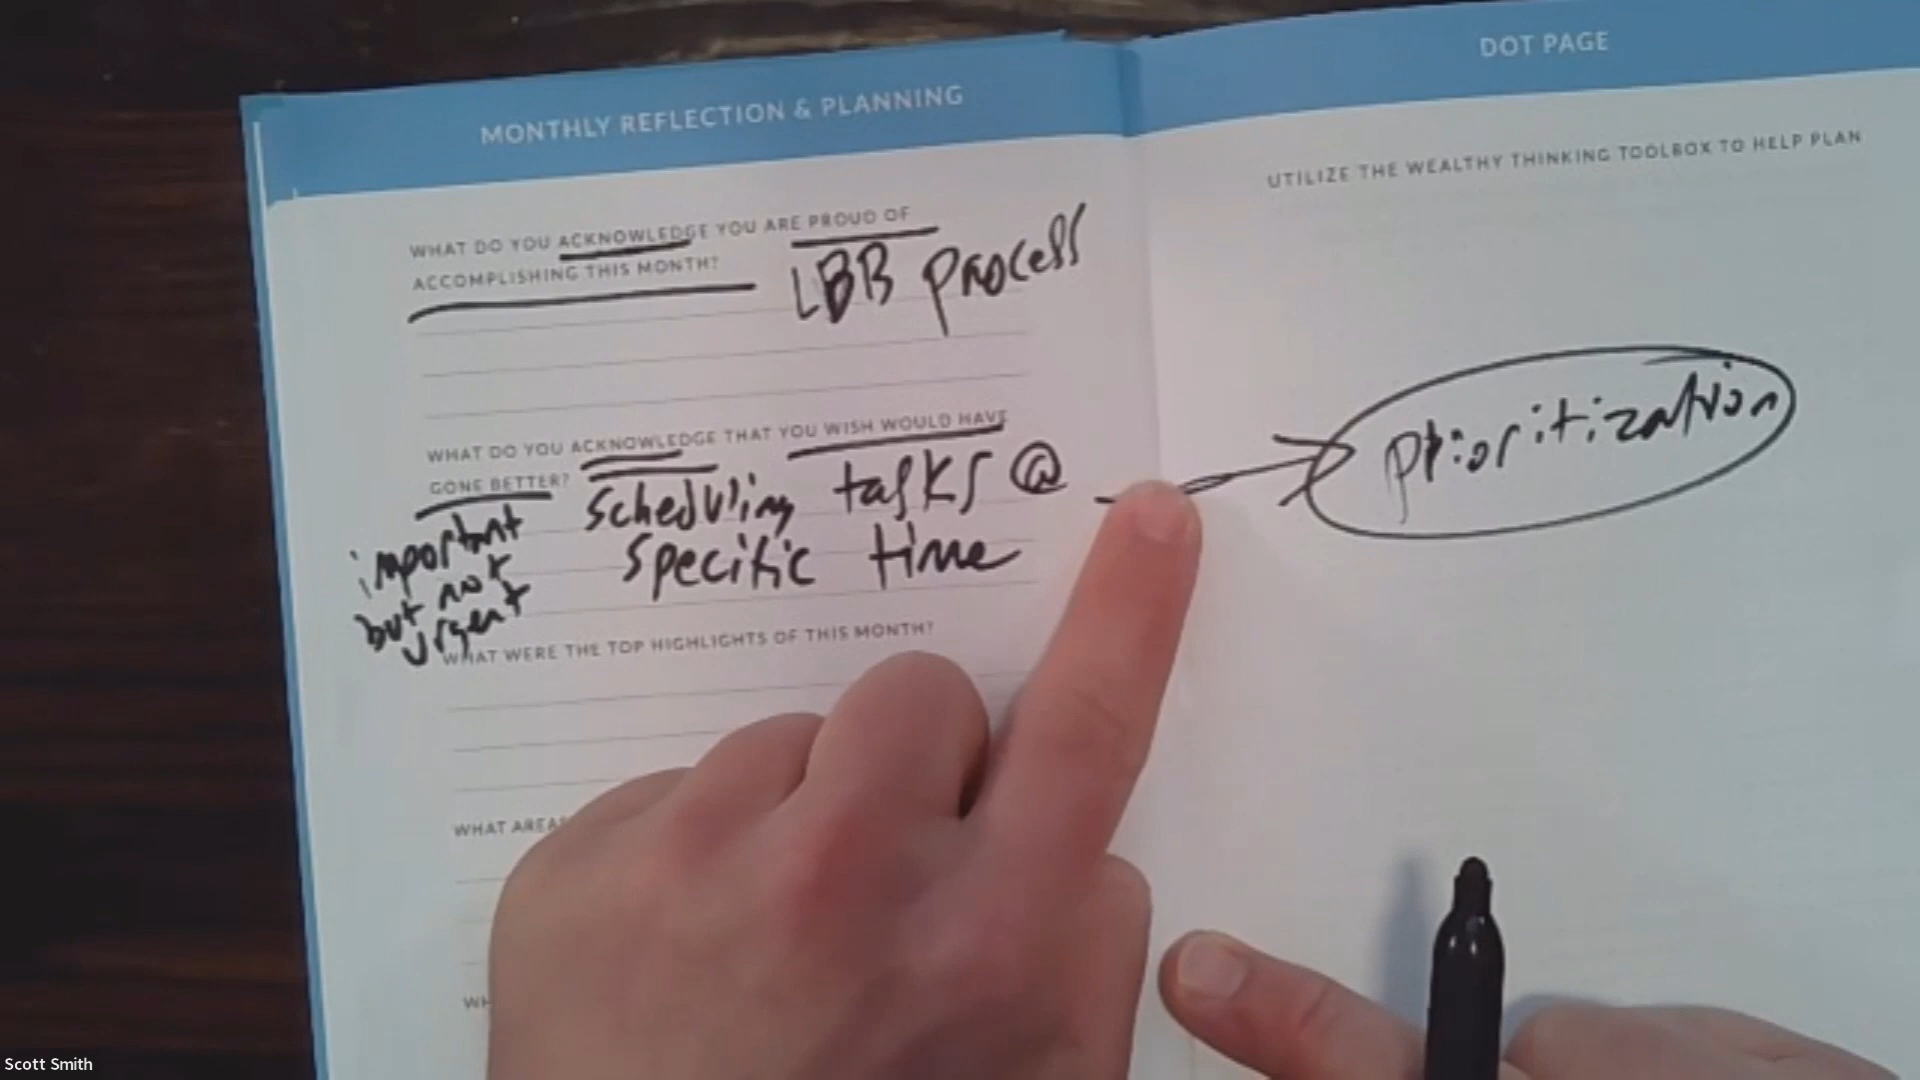 MONTHLY REFLECTION & PLANNING
WHAT DO YOU ACKNOWLEDGE YOU ARE PROUD OF
ACCOMPLISHING THIS MONTH?
LBB process
WHAT DO YOU ACKNOWLEDGE THAT YOU WISH WOULD HAVE
GONE BETTER?
scheduling tasks @
specific time
important
but not
urgent
WHAT WERE THE TOP HIGHLIGHTS OF THIS MONTH?
WHAT AREAS
DOT PAGE
UTILIZE THE WEALTHY THINKING TOOLBOX TO HELP PLAN
prioritization
Scott Smith